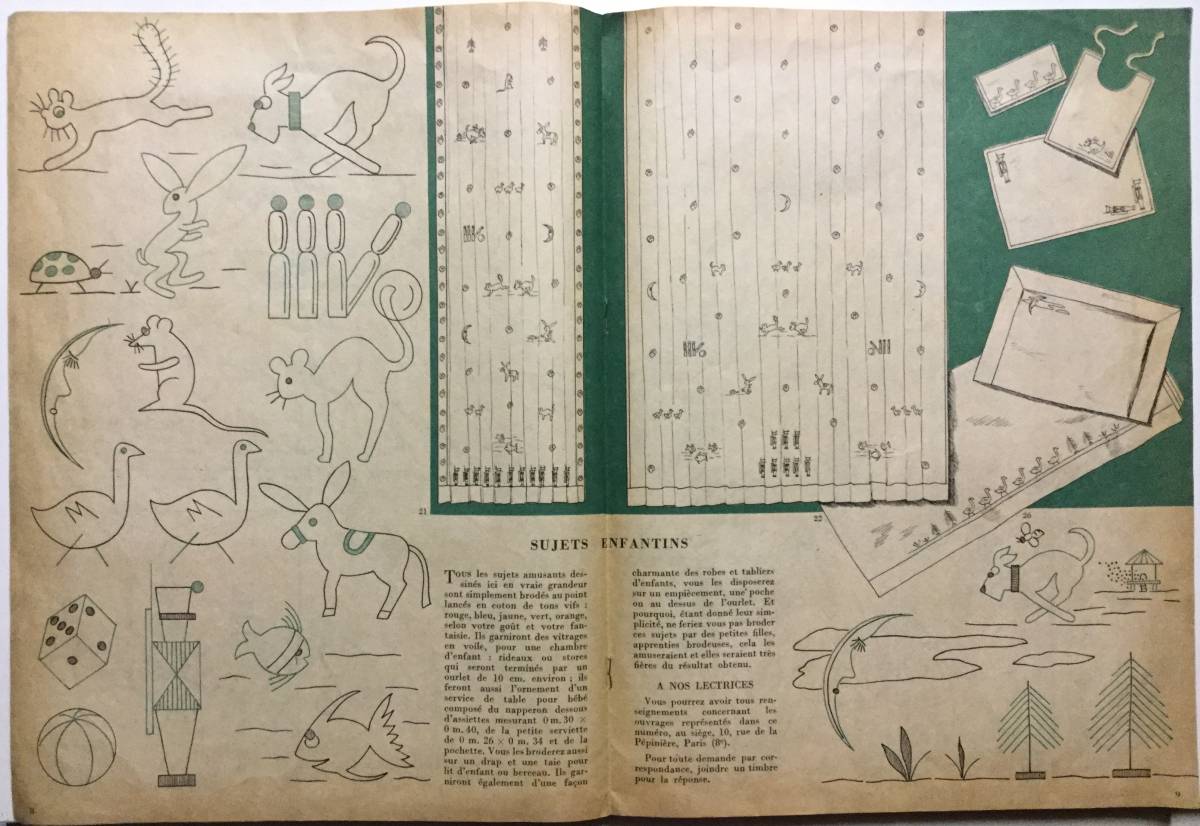 21
22
26
SUJETS ENFANTINS
Tous les sujets amusants des-
sinés ici en vraie grandeur
sont simplement brodés au point
lancés en coton de tons vifs :
rouge, bleu, jaune, vert, orange,
selon votre goût et votre fan-
taisie. Ils garniront des vitrages
en voile, pour une chambre
d'enfant : rideaux ou stores
qui seront terminés par un
ourlet de 10 cm. environ ; ils
feront aussi l'ornement d'un
service de table pour bébé
composé du napperon dessous
d'assiettes mesurant 0 m. 30 ×
0 m. 40, de la petite serviette
de 0 m. 26 × 0 m. 34 et de la
pochette. Vous les broderez aussi
sur un drap et une taie pour
lit d'enfant ou berceau. Ils gar-
niront également d'une façon
charmante des robes et tabliers
d'enfants, vous les disposerez
sur un empiècement, une poche
ou au dessus de l'ourlet. Et
pourquoi, étant donné leur sim-
plicité, ne feriez vous pas broder
ces sujets par des petites filles,
apprenties brodeuses, cela les
amuseraient et elles seraient très
fières du résultat obtenu.
A NOS LECTRICES
Vous pourrez avoir tous ren-
seignements concernant les
ouvrages représentés dans ce
numéro, au siège, 10, rue de la
Pépinière, Paris (8e).
Pour toute demande par cor-
respondance, joindre un timbre
pour la réponse.
8
9